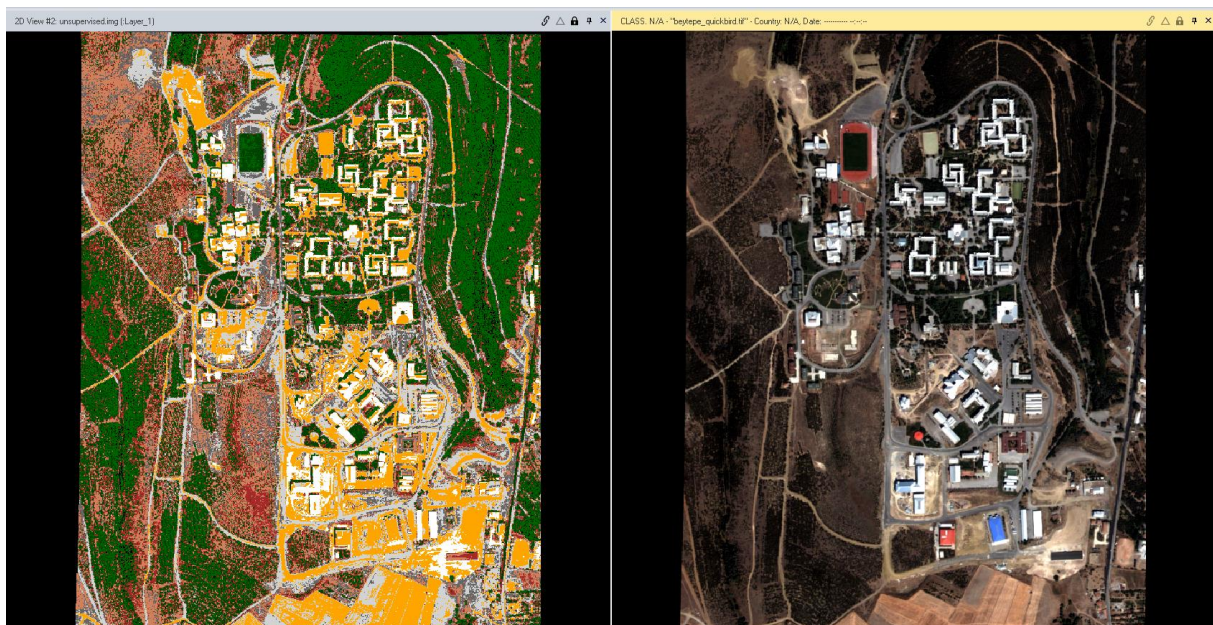 2D View #2: unsupervised.img (:Layer_1)
CLASS. N/A - "beytepe_quickbird.tif" - Country: N/A, Date: ---------- --:--:--